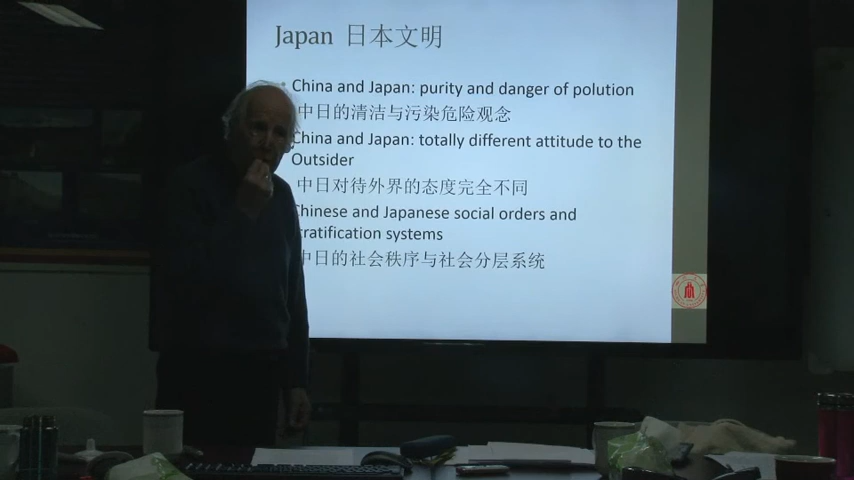 Japan 日本文明
China and Japan: purity and danger of polution
中日的清洁与污染危险观念
China and Japan: totally different attitude to the
Outsider
中日对待外界的态度完全不同
Chinese and Japanese social orders and
tratification systems
中日的社会秩序与社会分层系统